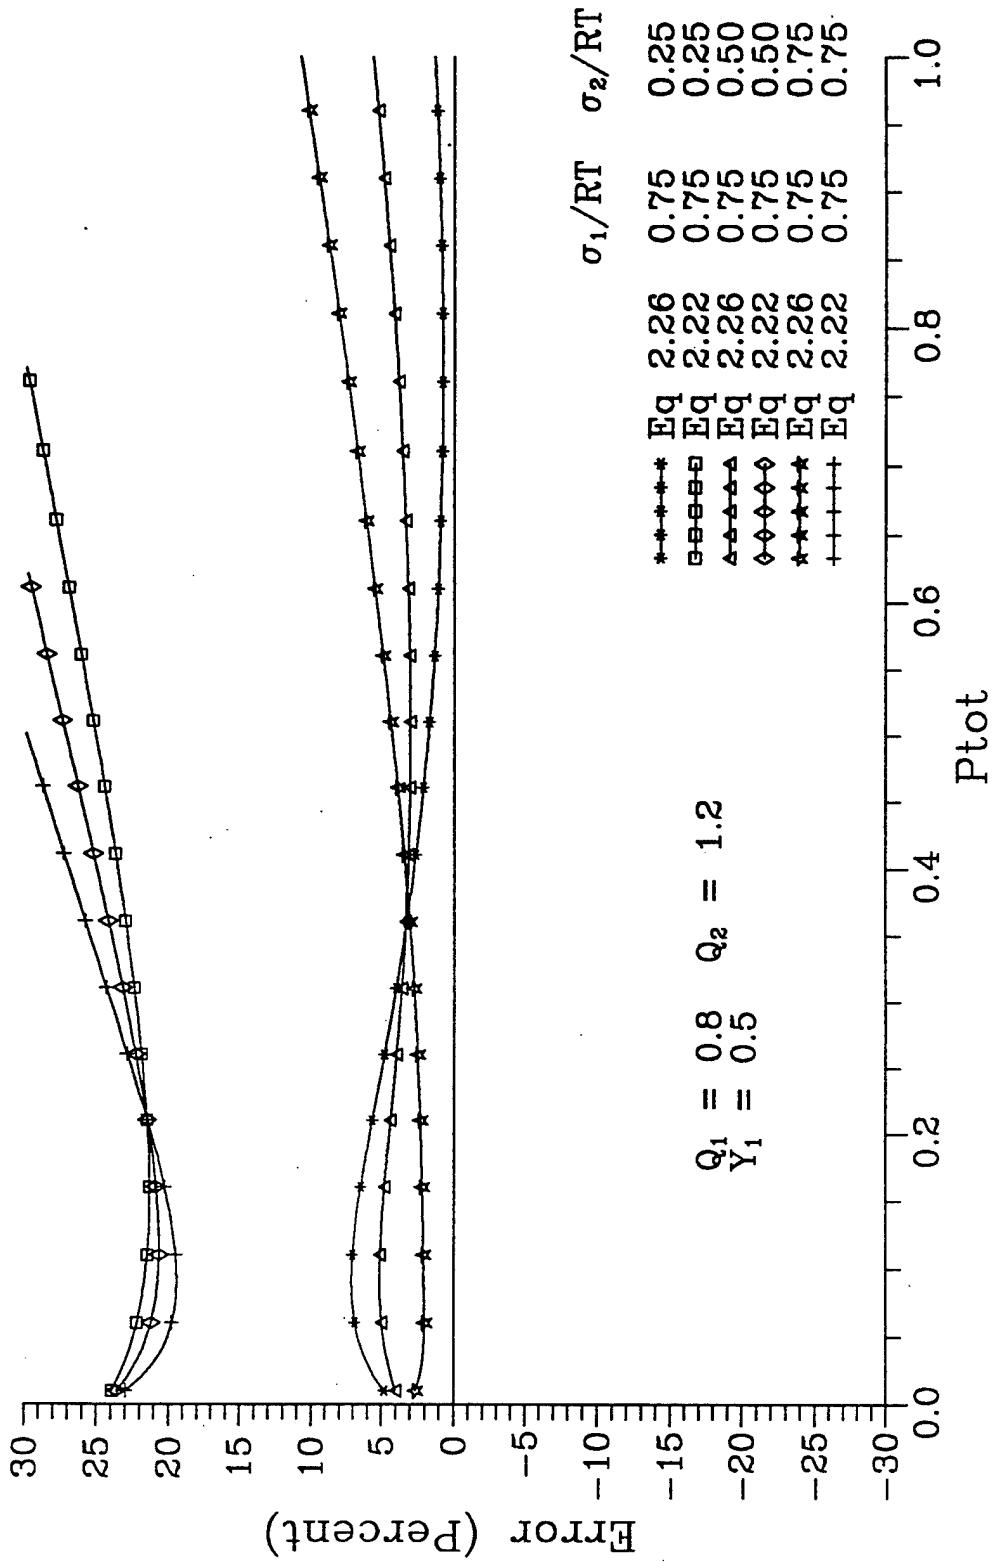 30
25
20
15
10
5
0
−5
−10
−15
−20
−25
−30
Error (Percent)
0.0
0.2
0.4
0.6
0.8
1.0
Ptot
Q1 = 0.8 Q2 = 1.2
Y1 = 0.5
σ1/RT σ2/RT
Eq 2.26 0.75 0.25
Eq 2.22 0.75 0.25
Eq 2.26 0.75 0.50
Eq 2.22 0.75 0.50
Eq 2.26 0.75 0.75
Eq 2.22 0.75 0.75